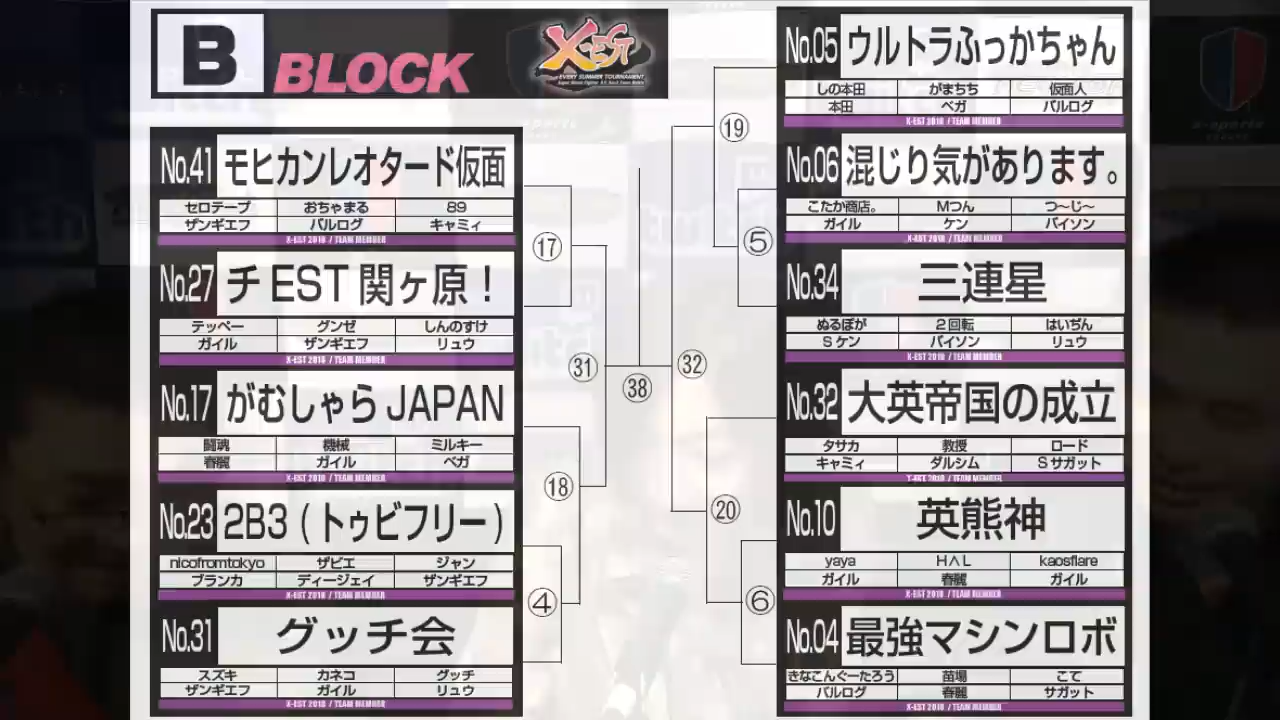 B BLOCK
X-EST
EVERY SUMMER TOURNAMENT
No.41 モヒカンレオタード仮面
セロテープ おちゃまる 89
ザンギエフ バルログ キャミィ
X-EST 2018 / TEAM MEMBER
No.27 チEST関ヶ原！
テッペー グンゼ しんのすけ
ガイル ザンギエフ リュウ
X-EST 2018 / TEAM MEMBER
No.17 がむしゃらJAPAN
闘魂 機械 ミルキー
春麗 ガイル ベガ
X-EST 2018 / TEAM MEMBER
No.23 2B3(トゥビフリー)
nicofromtokyo ザビエ ジャン
ブランカ ディージェイ ザンギエフ
X-EST 2018 / TEAM MEMBER
No.31 グッチ会
スズキ カネコ グッチ
ザンギエフ ガイル リュウ
X-EST 2018 / TEAM MEMBER
⑰
⑱
④
㉛
㊳
㉜
⑲
⑤
⑳
⑥
No.05 ウルトラふっかちゃん
しの本田 がまちち 仮面人
本田 ベガ バルログ
X-EST 2018 / TEAM MEMBER
No.06 混じり気があります。
こたか商店。 Mつん つ～じ～
ガイル ケン バイソン
X-EST 2018 / TEAM MEMBER
No.34 三連星
ぬるぽが 2回転 はいぢん
Sケン バイソン リュウ
X-EST 2018 / TEAM MEMBER
No.32 大英帝国の成立
タサカ 教授 ロード
キャミィ ダルシム Sサガット
X-EST 2018 / TEAM MEMBER
No.10 英熊神
yaya HΛL kaosflare
ガイル 春麗 ガイル
X-EST 2018 / TEAM MEMBER
No.04 最強マシンロボ
きなこんぐーたろう 苗場 こて
バルログ 春麗 サガット
X-EST 2018 / TEAM MEMBER